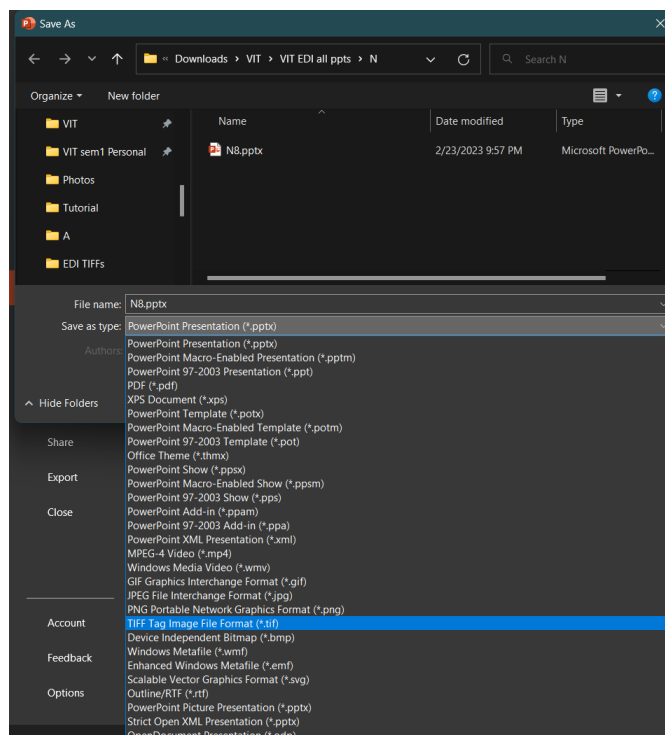 Save As
« Downloads › VIT › VIT EDI all ppts › N
Search N
Organize
New folder
VIT
VIT sem1 Personal
Photos
Tutorial
A
EDI TIFFs
Name
Date modified
Type
N8.pptx
2/23/2023 9:57 PM
Microsoft PowerPo...
File name: N8.pptx
Save as type: PowerPoint Presentation (*.pptx)
Authors:
PowerPoint Presentation (*.pptx)
PowerPoint Macro-Enabled Presentation (*.pptm)
PowerPoint 97-2003 Presentation (*.ppt)
PDF (*.pdf)
XPS Document (*.xps)
PowerPoint Template (*.potx)
PowerPoint Macro-Enabled Template (*.potm)
PowerPoint 97-2003 Template (*.pot)
Office Theme (*.thmx)
PowerPoint Show (*.ppsx)
PowerPoint Macro-Enabled Show (*.ppsm)
PowerPoint 97-2003 Show (*.pps)
PowerPoint Add-in (*.ppam)
PowerPoint 97-2003 Add-in (*.ppa)
PowerPoint XML Presentation (*.xml)
MPEG-4 Video (*.mp4)
Windows Media Video (*.wmv)
GIF Graphics Interchange Format (*.gif)
JPEG File Interchange Format (*.jpg)
PNG Portable Network Graphics Format (*.png)
TIFF Tag Image File Format (*.tif)
Device Independent Bitmap (*.bmp)
Windows Metafile (*.wmf)
Enhanced Windows Metafile (*.emf)
Scalable Vector Graphics Format (*.svg)
Outline/RTF (*.rtf)
PowerPoint Picture Presentation (*.pptx)
Strict Open XML Presentation (*.pptx)
OpenDocument Presentation (*.odp)
Hide Folders
Share
Export
Close
Account
Feedback
Options